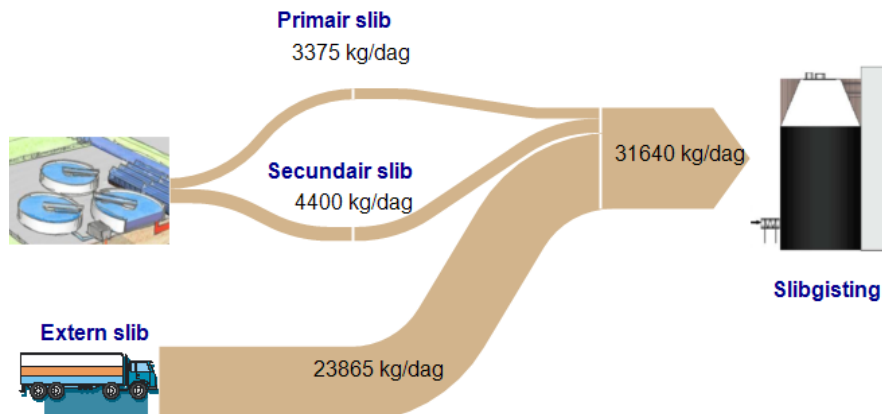 Primair slib
3375 kg/dag
Secundair slib
4400 kg/dag
31640 kg/dag
Slibgisting
Extern slib
23865 kg/dag